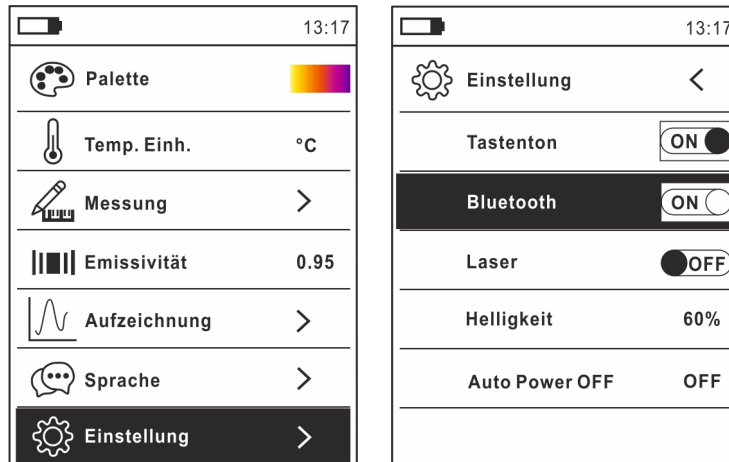 13:17
Palette
Temp. Einh. °C
Messung
Emissivität 0.95
Aufzeichnung
Sprache
Einstellung
13:17
Einstellung
Tastenton ON
Bluetooth ON
Laser OFF
Helligkeit 60%
Auto Power OFF OFF